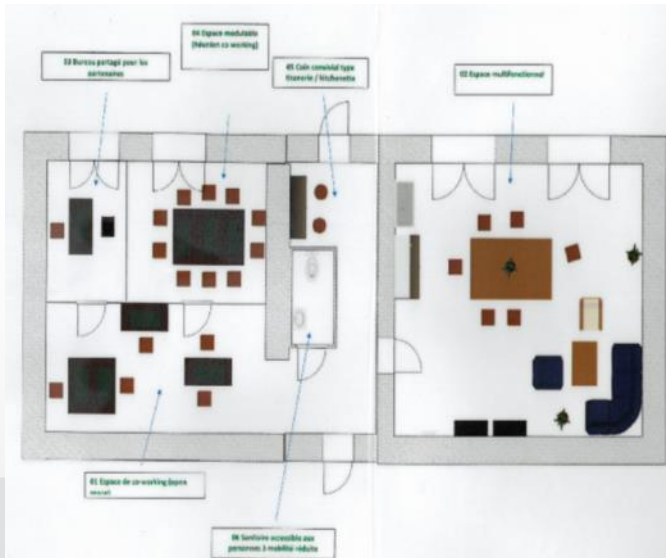 04 Espace modulable
(Réunion co-working)
03 Bureau partagé pour les
partenaires
05 Coin convivial type
tisanerie / kitchenette
02 Espace multifonctionnel
01 Espace de co-working (open
space)
06 Sanitaire accessible aux
personnes à mobilité réduite